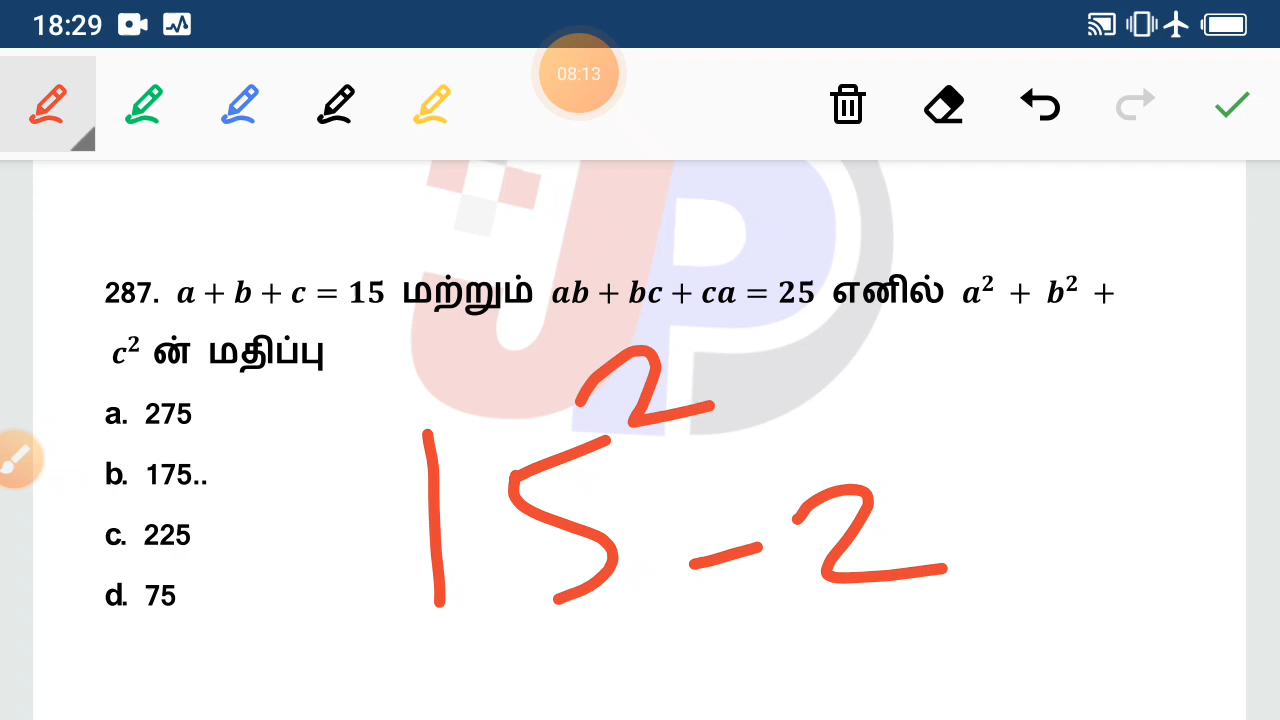 18:29
08:13
287. a + b + c = 15 மற்றும் ab + bc + ca = 25 எனில் a² + b² +
c² ன் மதிப்பு
a. 275
b. 175..
c. 225
d. 75
15² - 2